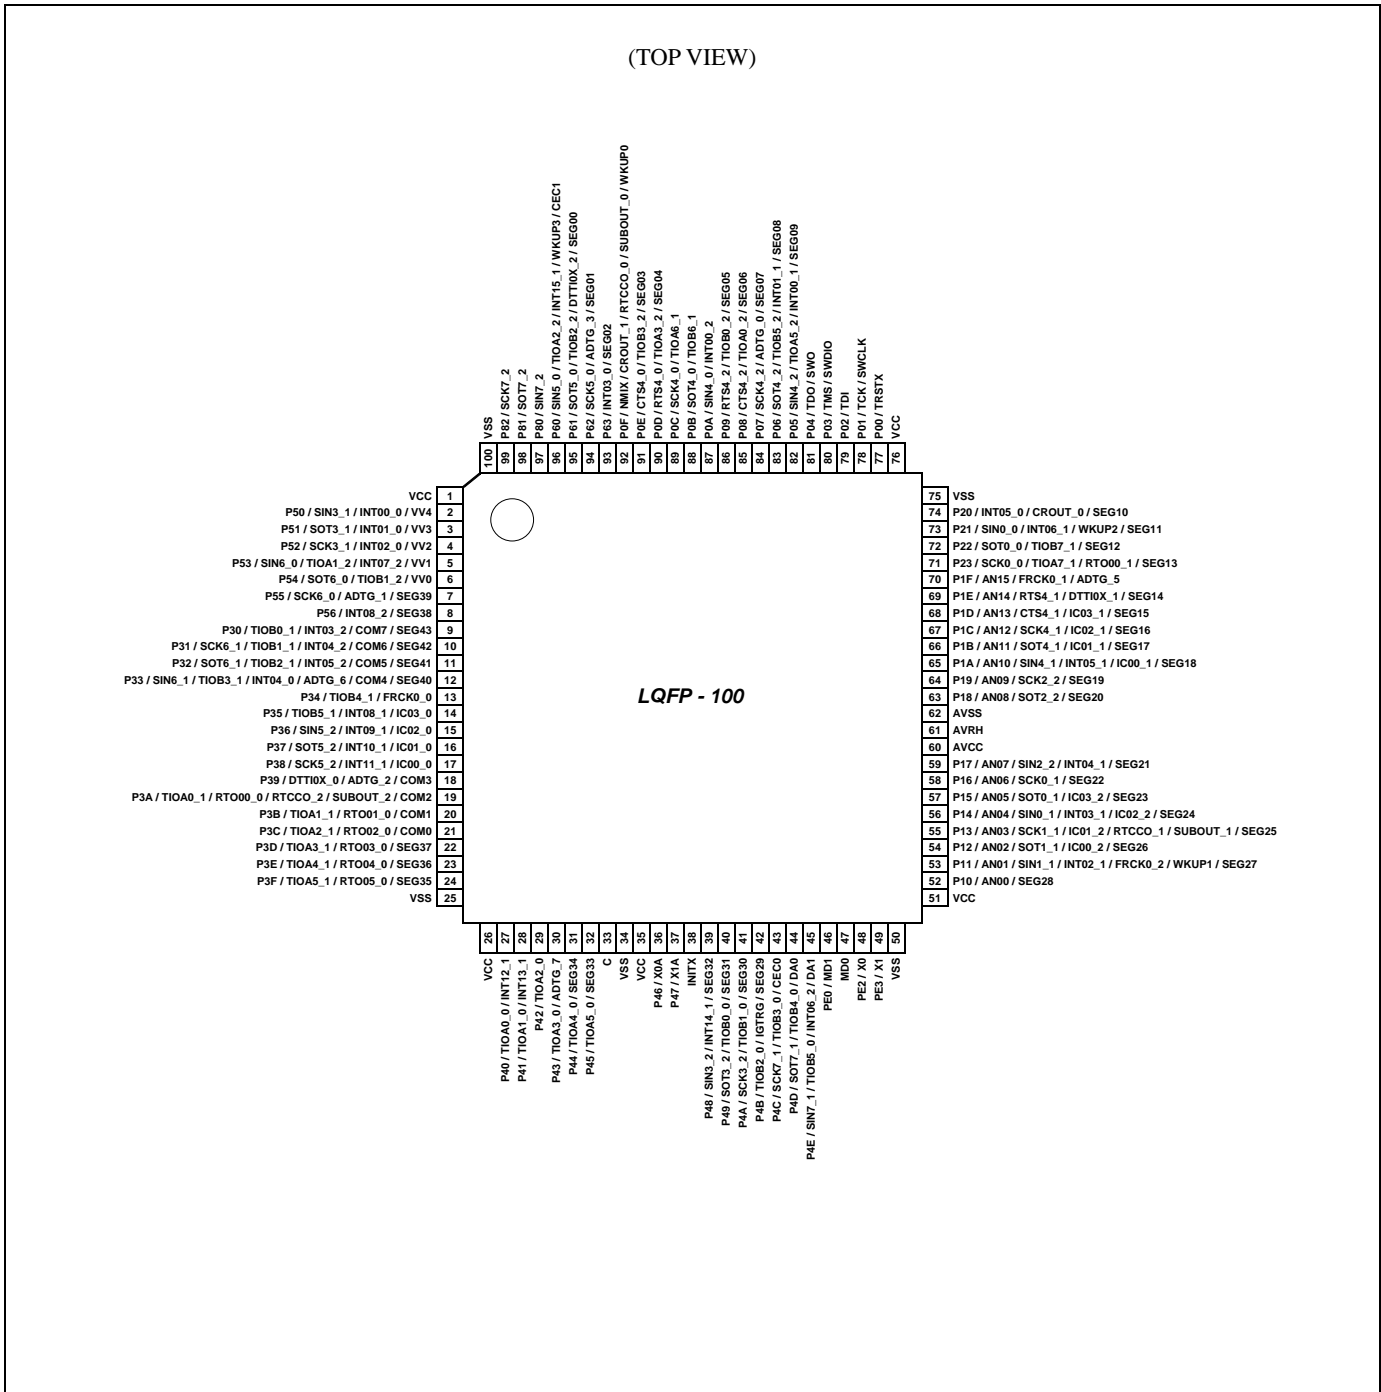 (TOP VIEW)
VSS
P82 / SCK7_2
P81 / SOT7_2
P80 / SIN7_2
P60 / SIN5_0 / TIOA2_2 / INT15_1 / WKUP3 / CEC1
P61 / SOT5_0 / TIOB2_2 / DTTI0X_2 / SEG00
P62 / SCK5_0 / ADTG_3 / SEG01
P63 / INT03_0 / SEG02
P0F / NMIX / CROUT_1 / RTCCO_0 / SUBOUT_0 / WKUP0
P0E / CTS4_0 / TIOB3_2 / SEG03
P0D / RTS4_0 / TIOA3_2 / SEG04
P0C / SCK4_0 / TIOA6_1
P0B / SOT4_0 / TIOB6_1
P0A / SIN4_0 / INT00_2
P09 / RTS4_2 / TIOB0_2 / SEG05
P08 / CTS4_2 / TIOA0_2 / SEG06
P07 / SCK4_2 / ADTG_0 / SEG07
P06 / SOT4_2 / TIOB5_2 / INT01_1 / SEG08
P05 / SIN4_2 / TIOA5_2 / INT00_1 / SEG09
P04 / TDO / SWO
P03 / TMS / SWDIO
P02 / TDI
P01 / TCK / SWCLK
P00 / TRSTX
VCC
100 99 98 97 96 95 94 93 92 91 90 89 88 87 86 85 84 83 82 81 80 79 78 77 76
VCC 1
P50 / SIN3_1 / INT00_0 / VV4 2
P51 / SOT3_1 / INT01_0 / VV3 3
P52 / SCK3_1 / INT02_0 / VV2 4
P53 / SIN6_0 / TIOA1_2 / INT07_2 / VV1 5
P54 / SOT6_0 / TIOB1_2 / VV0 6
P55 / SCK6_0 / ADTG_1 / SEG39 7
P56 / INT08_2 / SEG38 8
P30 / TIOB0_1 / INT03_2 / COM7 / SEG43 9
P31 / SCK6_1 / TIOB1_1 / INT04_2 / COM6 / SEG42 10
P32 / SOT6_1 / TIOB2_1 / INT05_2 / COM5 / SEG41 11
P33 / SIN6_1 / TIOB3_1 / INT04_0 / ADTG_6 / COM4 / SEG40 12
P34 / TIOB4_1 / FRCK0_0 13
P35 / TIOB5_1 / INT08_1 / IC03_0 14
P36 / SIN5_2 / INT09_1 / IC02_0 15
P37 / SOT5_2 / INT10_1 / IC01_0 16
P38 / SCK5_2 / INT11_1 / IC00_0 17
P39 / DTTI0X_0 / ADTG_2 / COM3 18
P3A / TIOA0_1 / RTO00_0 / RTCCO_2 / SUBOUT_2 / COM2 19
P3B / TIOA1_1 / RTO01_0 / COM1 20
P3C / TIOA2_1 / RTO02_0 / COM0 21
P3D / TIOA3_1 / RTO03_0 / SEG37 22
P3E / TIOA4_1 / RTO04_0 / SEG36 23
P3F / TIOA5_1 / RTO05_0 / SEG35 24
VSS 25
LQFP - 100
75 VSS
74 P20 / INT05_0 / CROUT_0 / SEG10
73 P21 / SIN0_0 / INT06_1 / WKUP2 / SEG11
72 P22 / SOT0_0 / TIOB7_1 / SEG12
71 P23 / SCK0_0 / TIOA7_1 / RTO00_1 / SEG13
70 P1F / AN15 / FRCK0_1 / ADTG_5
69 P1E / AN14 / RTS4_1 / DTTI0X_1 / SEG14
68 P1D / AN13 / CTS4_1 / IC03_1 / SEG15
67 P1C / AN12 / SCK4_1 / IC02_1 / SEG16
66 P1B / AN11 / SOT4_1 / IC01_1 / SEG17
65 P1A / AN10 / SIN4_1 / INT05_1 / IC00_1 / SEG18
64 P19 / AN09 / SCK2_2 / SEG19
63 P18 / AN08 / SOT2_2 / SEG20
62 AVSS
61 AVRH
60 AVCC
59 P17 / AN07 / SIN2_2 / INT04_1 / SEG21
58 P16 / AN06 / SCK0_1 / SEG22
57 P15 / AN05 / SOT0_1 / IC03_2 / SEG23
56 P14 / AN04 / SIN0_1 / INT03_1 / IC02_2 / SEG24
55 P13 / AN03 / SCK1_1 / IC01_2 / RTCCO_1 / SUBOUT_1 / SEG25
54 P12 / AN02 / SOT1_1 / IC00_2 / SEG26
53 P11 / AN01 / SIN1_1 / INT02_1 / FRCK0_2 / WKUP1 / SEG27
52 P10 / AN00 / SEG28
51 VCC
26 27 28 29 30 31 32 33 34 35 36 37 38 39 40 41 42 43 44 45 46 47 48 49 50
VCC
P40 / TIOA0_0 / INT12_1
P41 / TIOA1_0 / INT13_1
P42 / TIOA2_0
P43 / TIOA3_0 / ADTG_7
P44 / TIOA4_0 / SEG34
P45 / TIOA5_0 / SEG33
C
VSS
VCC
P46 / X0A
P47 / X1A
INITX
P48 / SIN3_2 / INT14_1 / SEG32
P49 / SOT3_2 / TIOB0_0 / SEG31
P4A / SCK3_2 / TIOB1_0 / SEG30
P4B / TIOB2_0 / IGTRG / SEG29
P4C / SCK7_1 / TIOB3_0 / CEC0
P4D / SOT7_1 / TIOB4_0 / DA0
P4E / SIN7_1 / TIOB5_0 / INT06_2 / DA1
PE0 / MD1
MD0
PE2 / X0
PE3 / X1
VSS